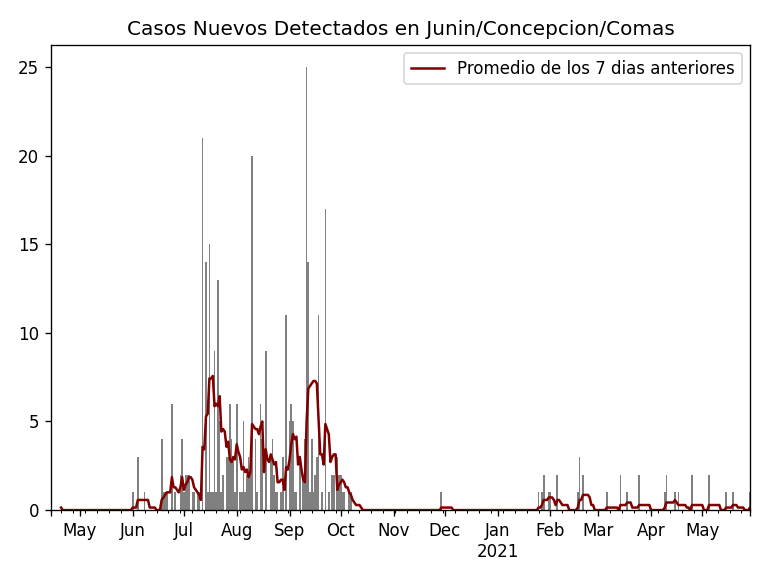 Casos Nuevos Detectados en Junin/Concepcion/Comas
Promedio de los 7 dias anteriores
25
20
15
10
5
0
May Jun Jul Aug Sep Oct Nov Dec Jan Feb Mar Apr May
2021